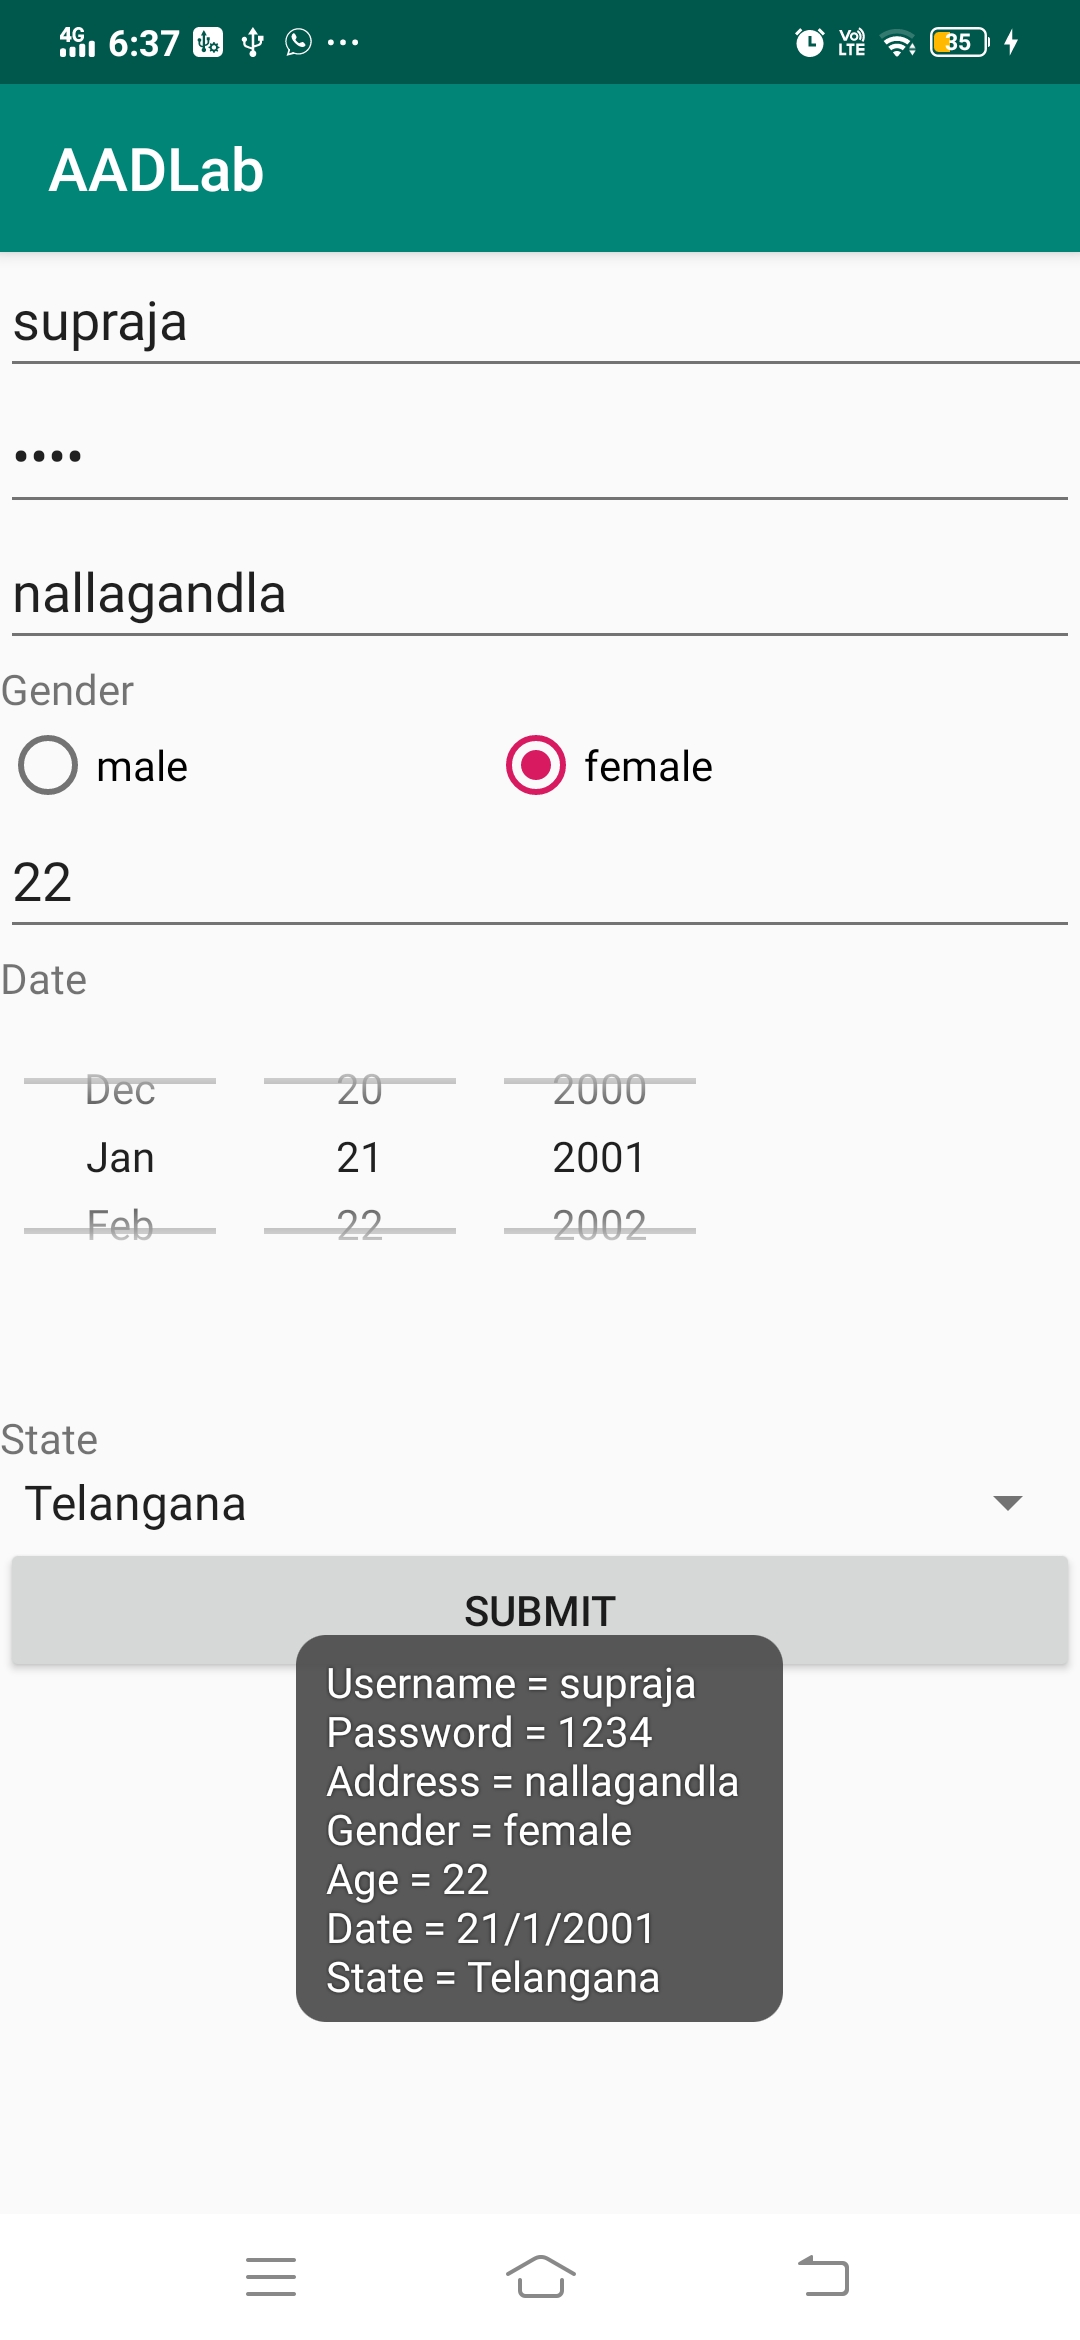 4G 6:37 Vo) LTE 35
AADLab
supraja
••••
nallagandla
Gender
male female
22
Date
Dec 20 2000
Jan 21 2001
Feb 22 2002
State
Telangana
SUBMIT
Username = supraja
Password = 1234
Address = nallagandla
Gender = female
Age = 22
Date = 21/1/2001
State = Telangana